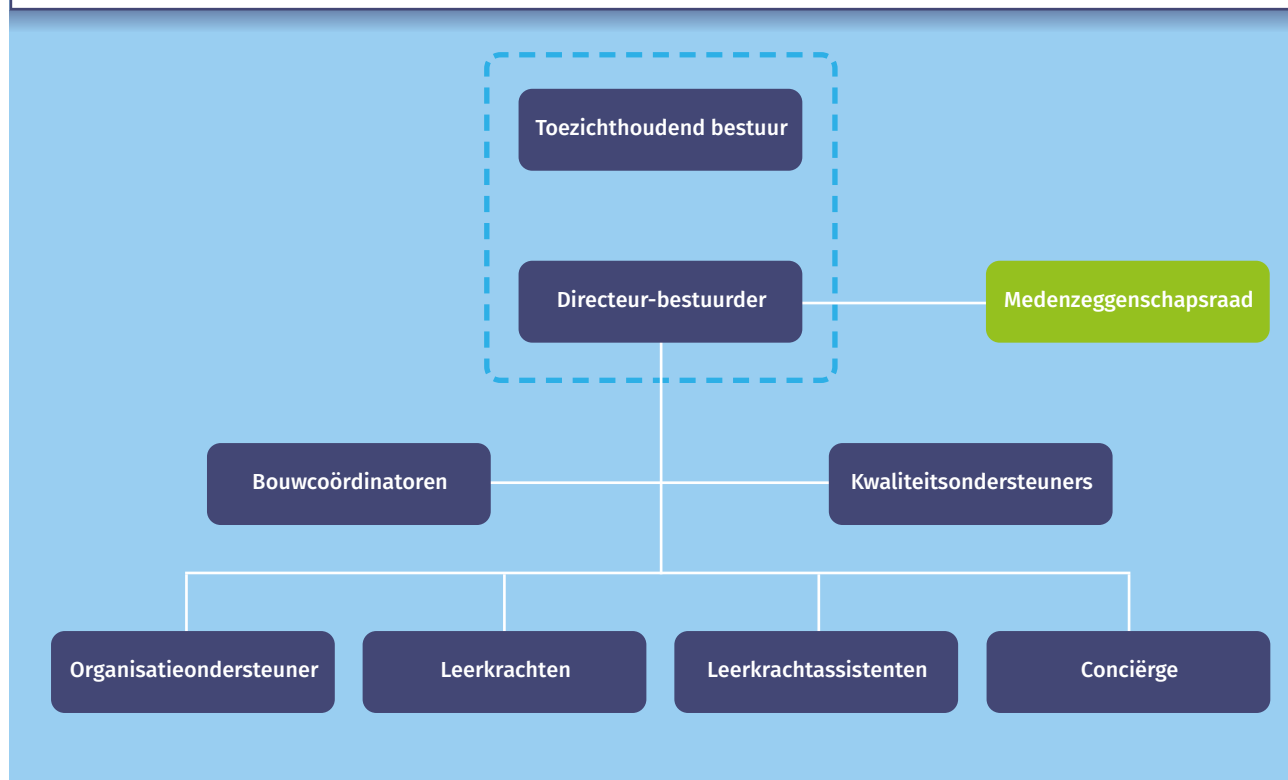 Toezichthoudend bestuur
Directeur-bestuurder
Medenzeggenschapsraad
Bouwcoördinatoren
Kwaliteitsondersteuners
Organisatieondersteuner
Leerkrachten
Leerkrachtassistenten
Conciërge